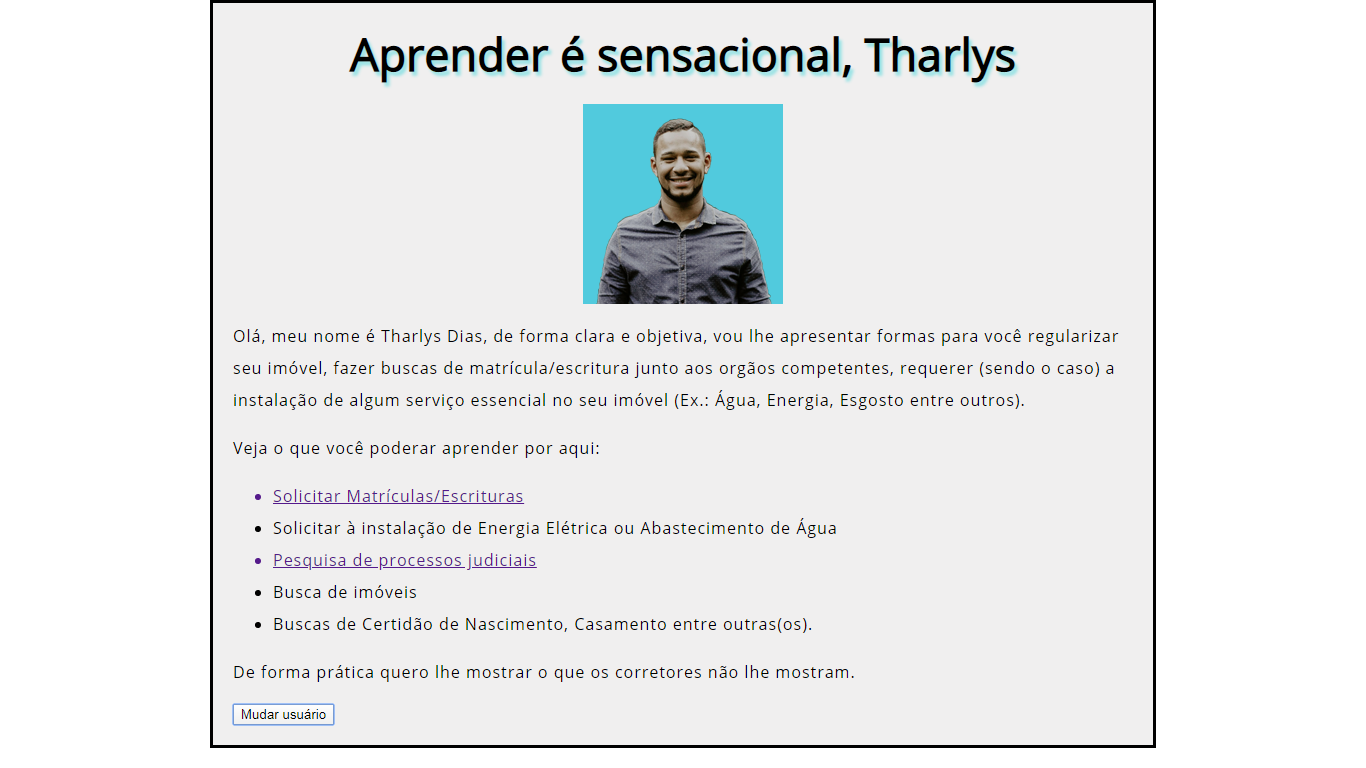 Aprender é sensacional, Tharlys
Olá, meu nome é Tharlys Dias, de forma clara e objetiva, vou lhe apresentar formas para você regularizar
seu imóvel, fazer buscas de matrícula/escritura junto aos orgãos competentes, requerer (sendo o caso) a
instalação de algum serviço essencial no seu imóvel (Ex.: Água, Energia, Esgosto entre outros).
Veja o que você poderar aprender por aqui:
• Solicitar Matrículas/Escrituras
• Solicitar à instalação de Energia Elétrica ou Abastecimento de Água
• Pesquisa de processos judiciais
• Busca de imóveis
• Buscas de Certidão de Nascimento, Casamento entre outras(os).
De forma prática quero lhe mostrar o que os corretores não lhe mostram.
Mudar usuário